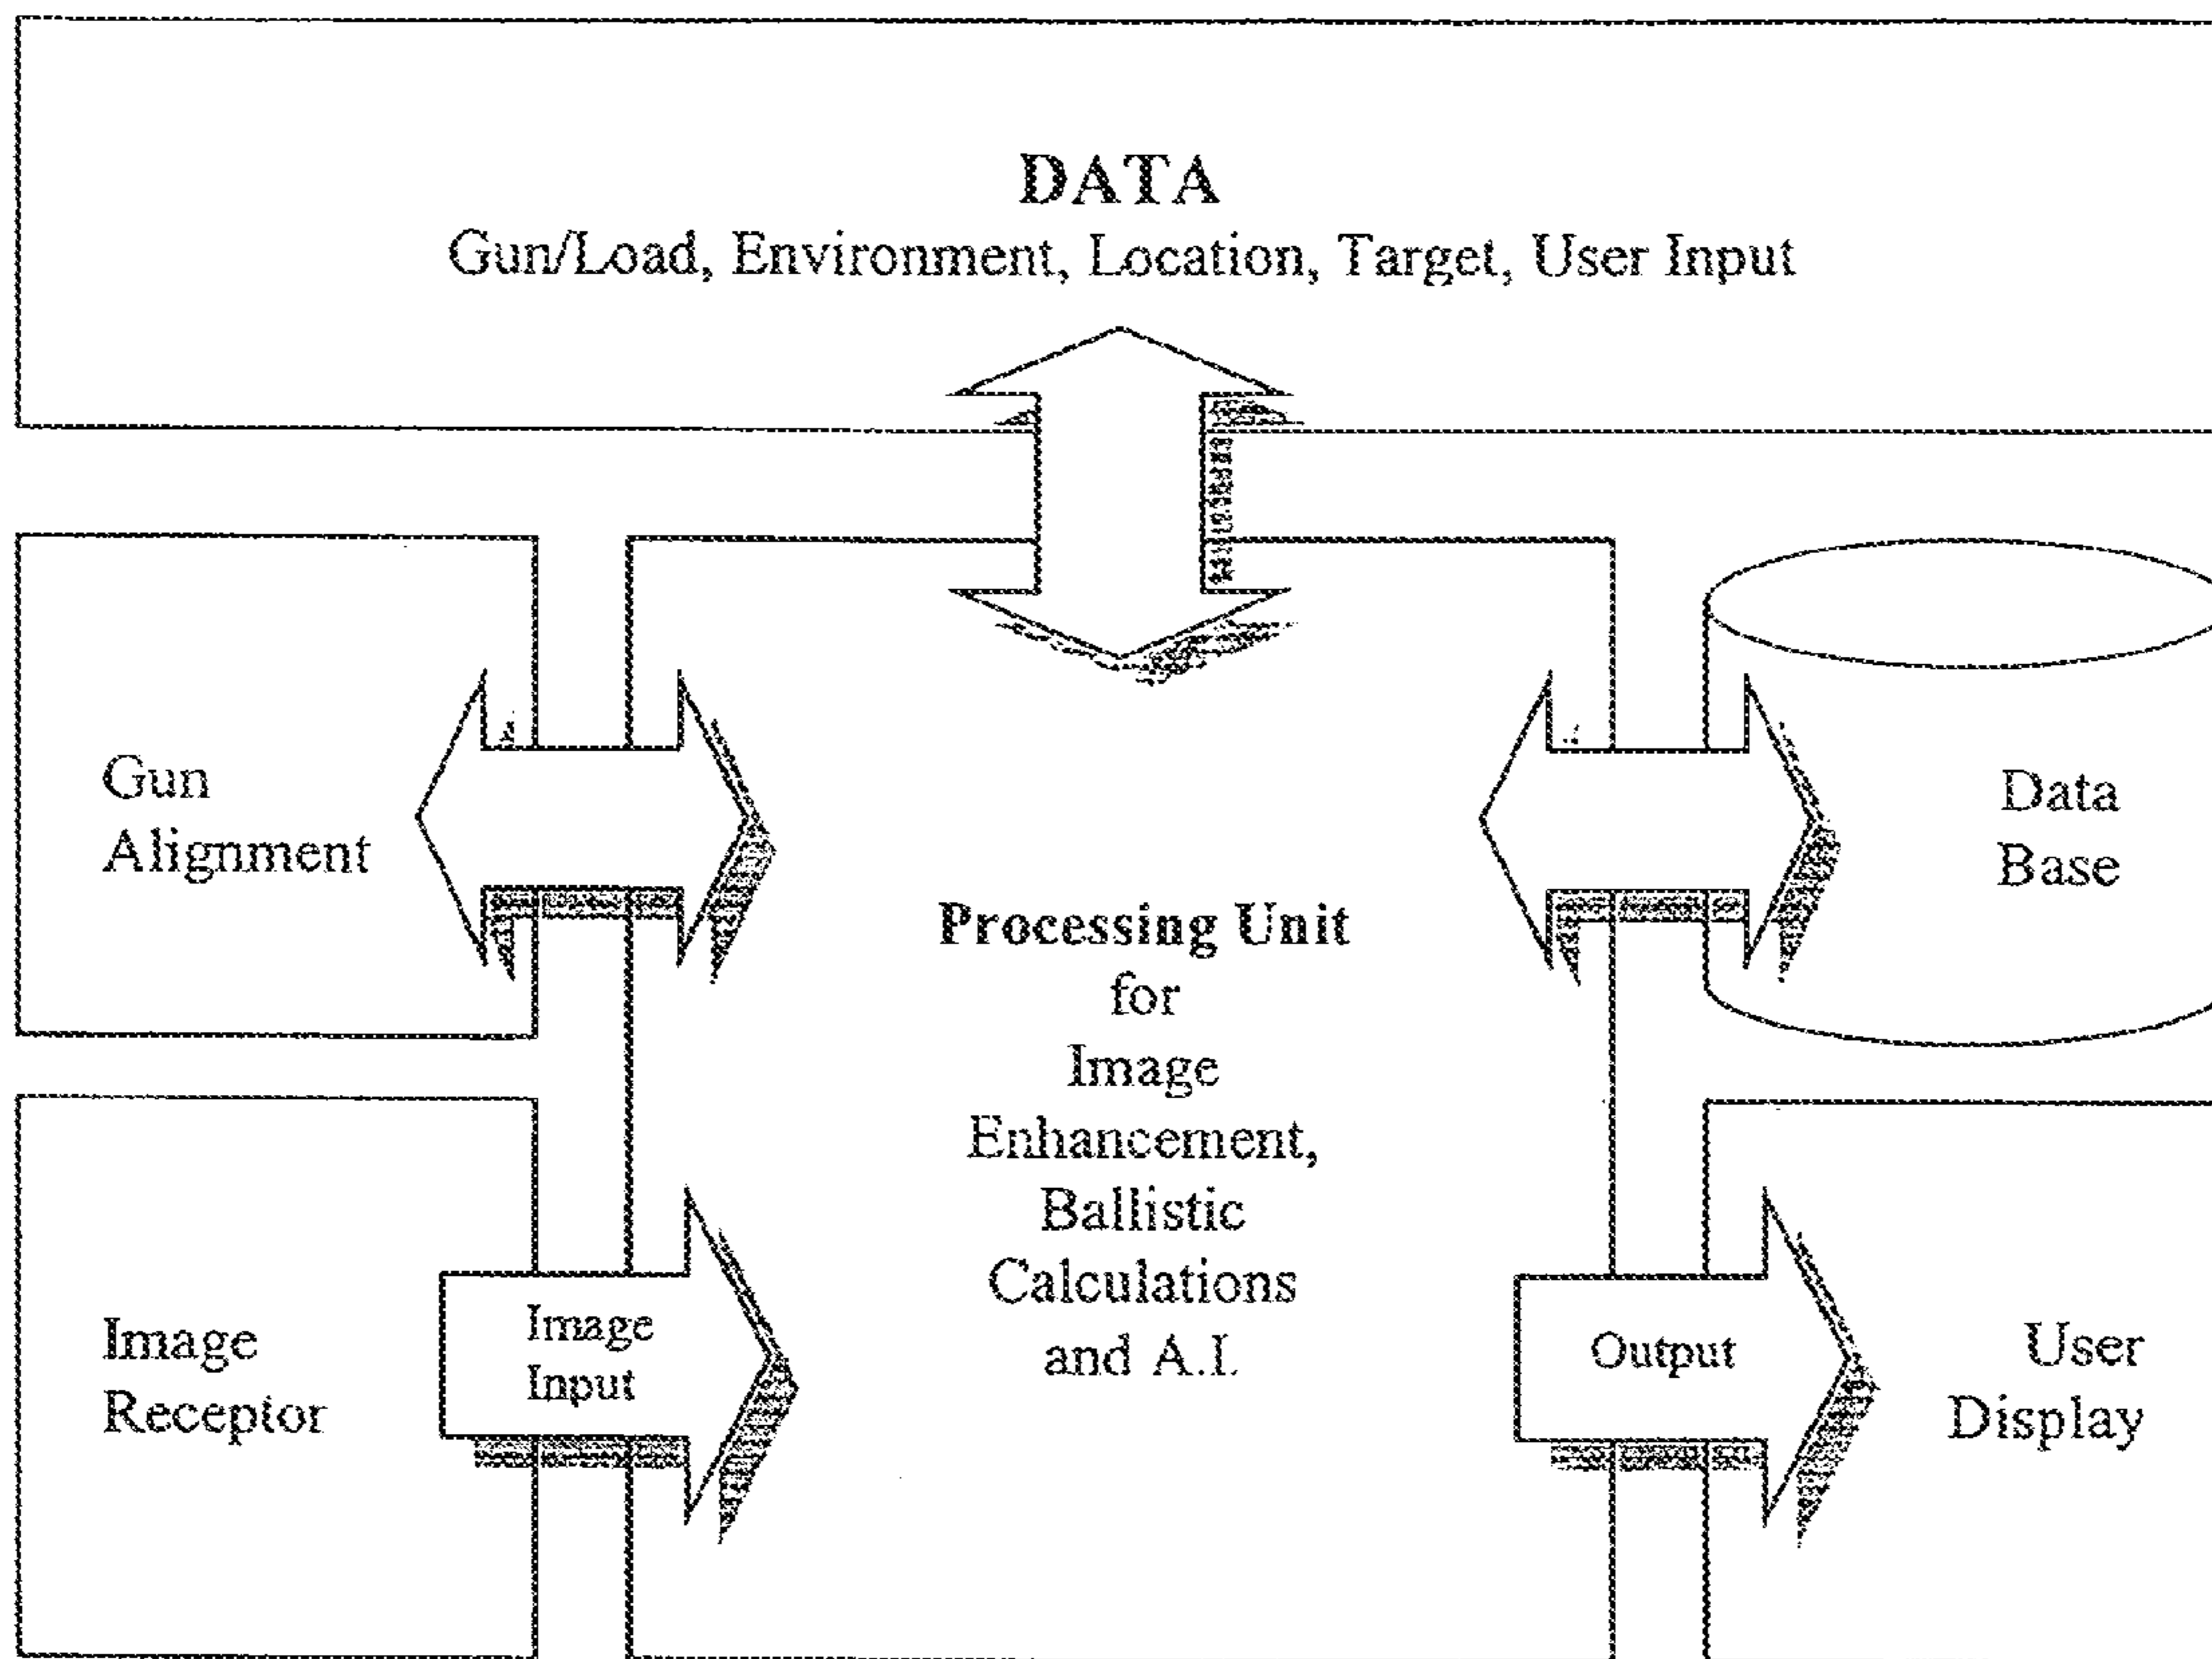 DATA
Gun/Load, Environment, Location, Target, User Input
Gun
Alignment
Data
Base
Processing Unit
for
Image
Enhancement,
Ballistic
Calculations
and A.I.
Image
Receptor
Image
Input
Output
User
Display